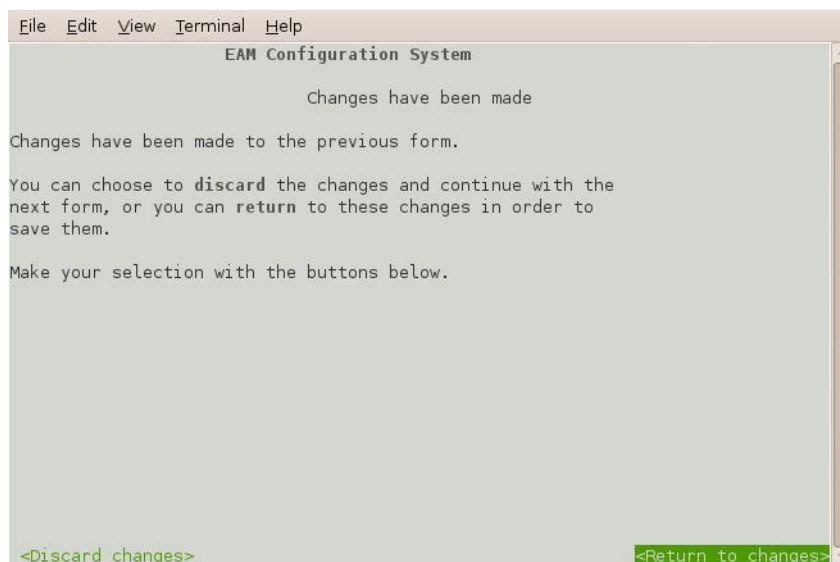 File Edit View Terminal Help
EAM Configuration System
Changes have been made
Changes have been made to the previous form.
You can choose to discard the changes and continue with the
next form, or you can return to these changes in order to
save them.
Make your selection with the buttons below.
<Discard changes> <Return to changes>